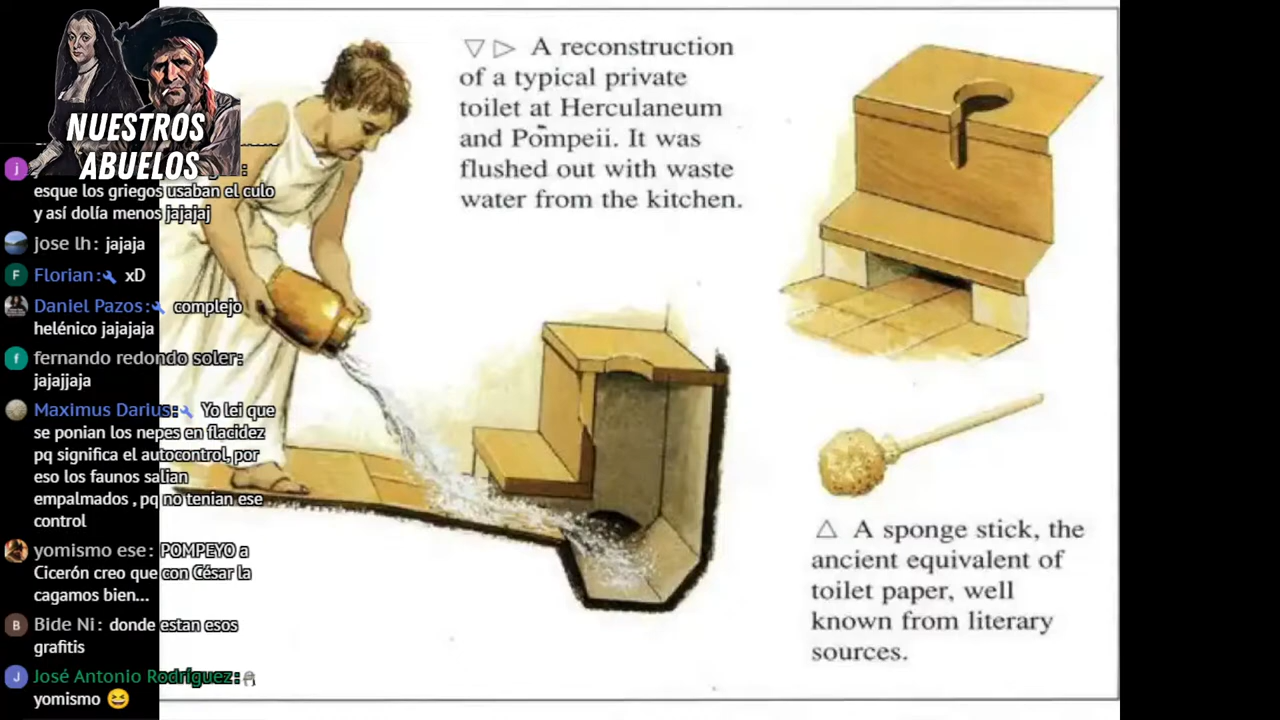 NUESTROS
ABUELOS
esque los griegos usaban el culo
y así dolía menos jajajaj
jose lh: jajaja
Florian: xD
Daniel Pazos: complejo
helénico jajajaja
fernando redondo soler:
jajajjaja
Maximus Darius: Yo lei que
se ponian los nepes en flacidez
pq significa el autocontrol, por
eso los faunos salian
empalmados , pq no tenian ese
control
yomismo ese: POMPEYO a
Cicerón creo que con César la
cagamos bien...
Bide Ni: donde estan esos
grafitis
José Antonio Rodríguez:
yomismo 😆
▽ ▷ A reconstruction
of a typical private
toilet at Herculaneum
and Pompeii. It was
flushed out with waste
water from the kitchen.
△ A sponge stick, the
ancient equivalent of
toilet paper, well
known from literary
sources.